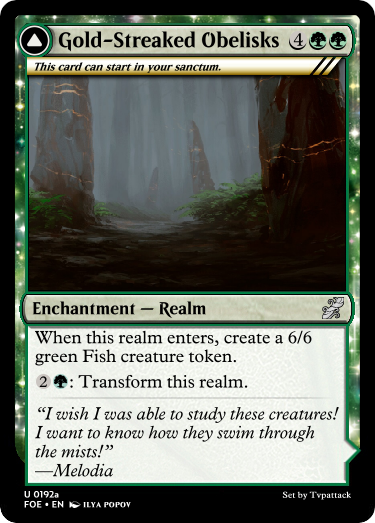 Gold-Streaked Obelisks 4
This card can start in your sanctum.
Enchantment — Realm
When this realm enters, create a 6/6
green Fish creature token.
2: Transform this realm.
“I wish I was able to study these creatures!
I want to know how they swim through
the mists!”
—Melodia
U 0192a
Set by Tvpattack
FOE • EN ILYA POPOV